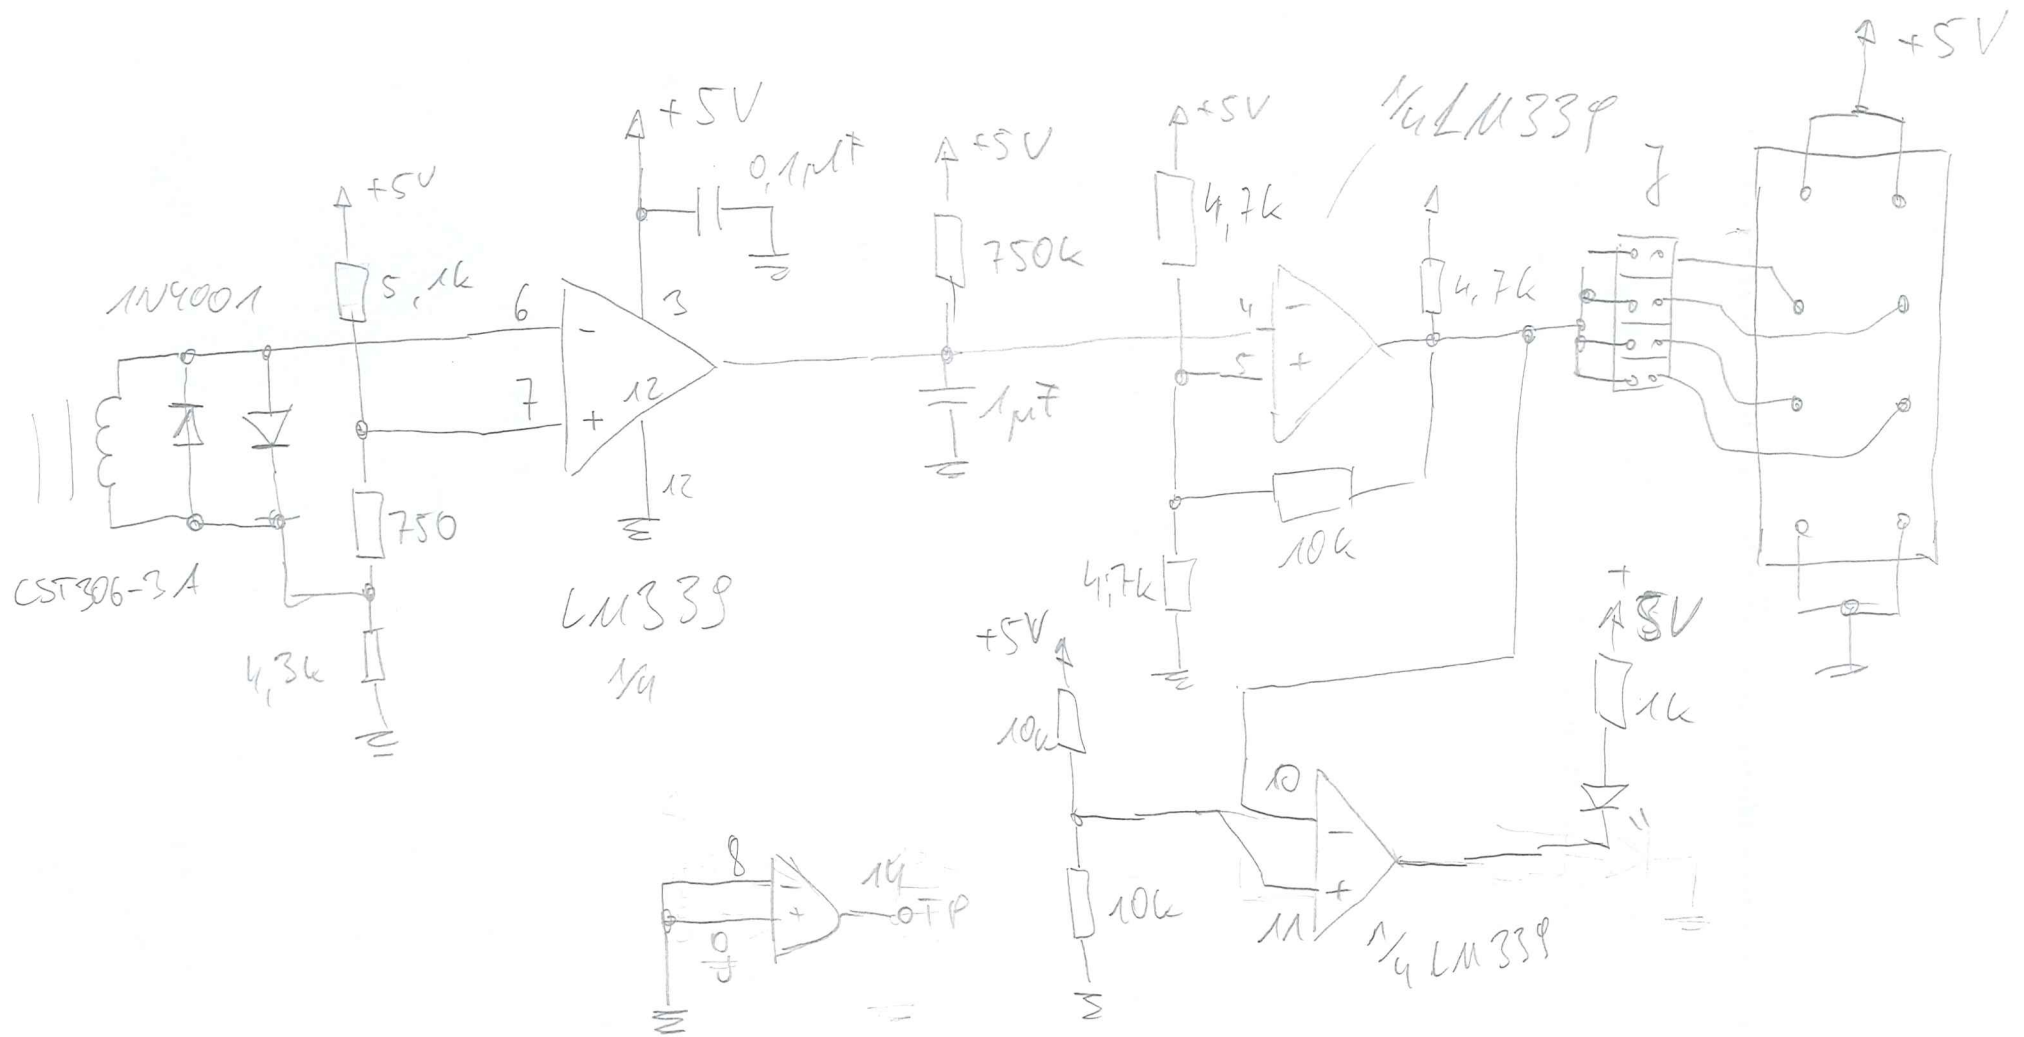 +5V
5,1k
1N4001
CST306-3A
750
4,3k
+5V
0,1µF
6
3
-
7
12
+
12
LM339
1/4
+5V
750k
1µF
+5V
4,7k
1/4 LM339
4
-
5
+
4,7k
10k
4,7k
J
+5V
+5V
10k
10k
10
-
+
11
1/4 LM339
+
5V
1k
8
-
+
9
14
TP